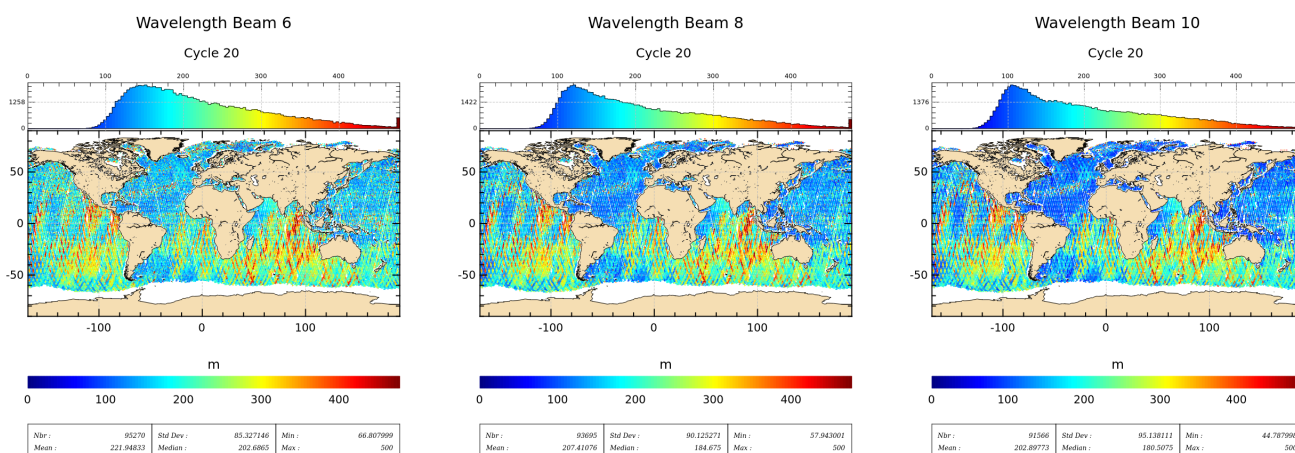 Wavelength Beam 6
Cycle 20
0 100 200 300 400
1258
0
50
0
-50
-100 0 100
m
0 100 200 300 400
Nbr : 95270 Std Dev : 85.327146 Min : 66.807999
Mean : 221.94833 Median : 202.6865 Max : 500
Wavelength Beam 8
Cycle 20
0 100 200 300 400
1422
0
50
0
-50
-100 0 100
m
0 100 200 300 400
Nbr : 93695 Std Dev : 90.125271 Min : 57.943001
Mean : 207.41076 Median : 184.675 Max : 500
Wavelength Beam 10
Cycle 20
0 100 200 300 400
1376
0
50
0
-50
-100 0 100
m
0 100 200 300 400
Nbr : 91566 Std Dev : 95.138111 Min : 44.787998
Mean : 202.89773 Median : 180.5075 Max : 500